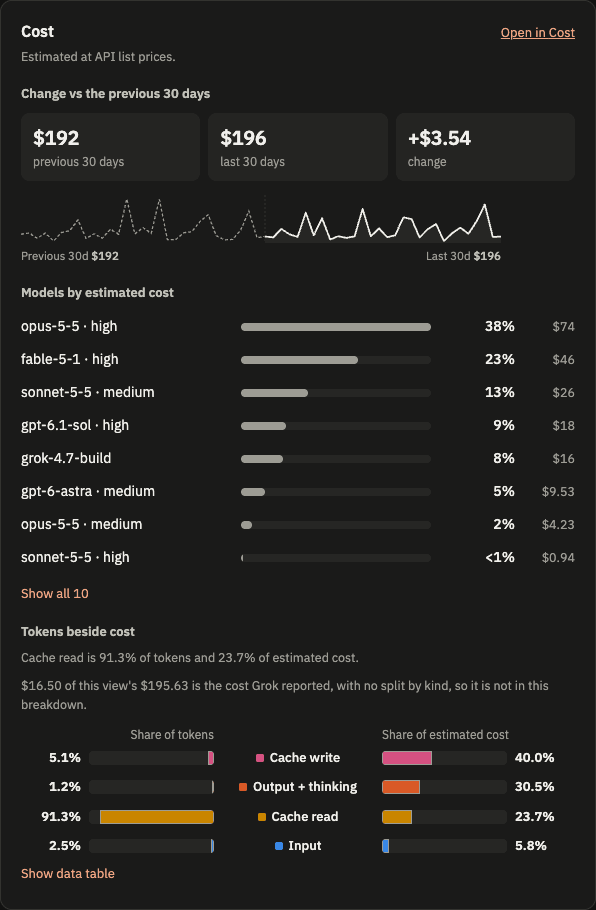 Cost
Open in Cost
Estimated at API list prices.
Change vs the previous 30 days
$192
previous 30 days
$196
last 30 days
+$3.54
change
Previous 30d $192
Last 30d $196
Models by estimated cost
opus-5-5 · high 38% $74
fable-5-1 · high 23% $46
sonnet-5-5 · medium 13% $26
gpt-6.1-sol · high 9% $18
grok-4.7-build 8% $16
gpt-6-astra · medium 5% $9.53
opus-5-5 · medium 2% $4.23
sonnet-5-5 · high <1% $0.94
Show all 10
Tokens beside cost
Cache read is 91.3% of tokens and 23.7% of estimated cost.
$16.50 of this view's $195.63 is the cost Grok reported, with no split by kind, so it is not in this
breakdown.
Share of tokens Share of estimated cost
5.1% Cache write 40.0%
1.2% Output + thinking 30.5%
91.3% Cache read 23.7%
2.5% Input 5.8%
Show data table